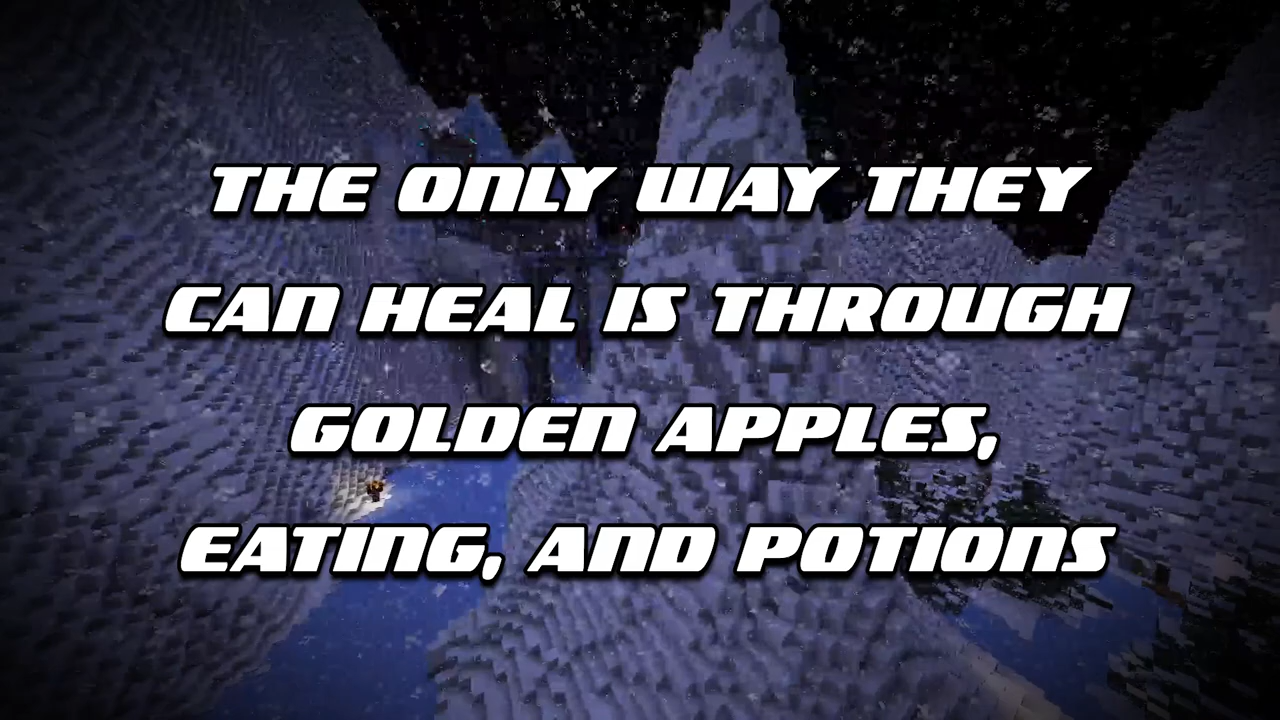 THE ONLY WAY THEY
CAN HEAL IS THROUGH
GOLDEN APPLES,
EATING, AND POTIONS